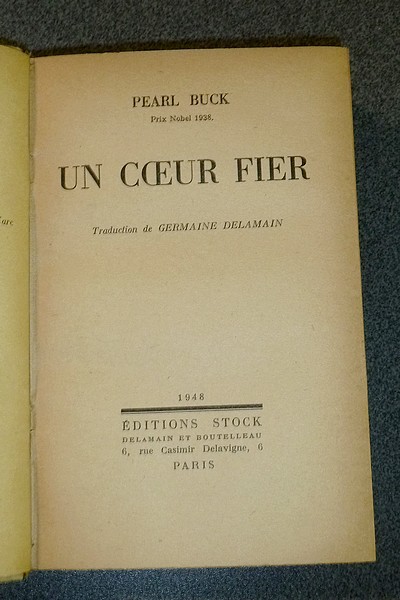 PEARL BUCK
Prix Nobel 1938.
UN CŒUR FIER
Traduction de GERMAINE DELAMAIN
1948
ÉDITIONS STOCK
DELAMAIN ET BOUTELLEAU
6, rue Casimir Delavigne, 6
PARIS